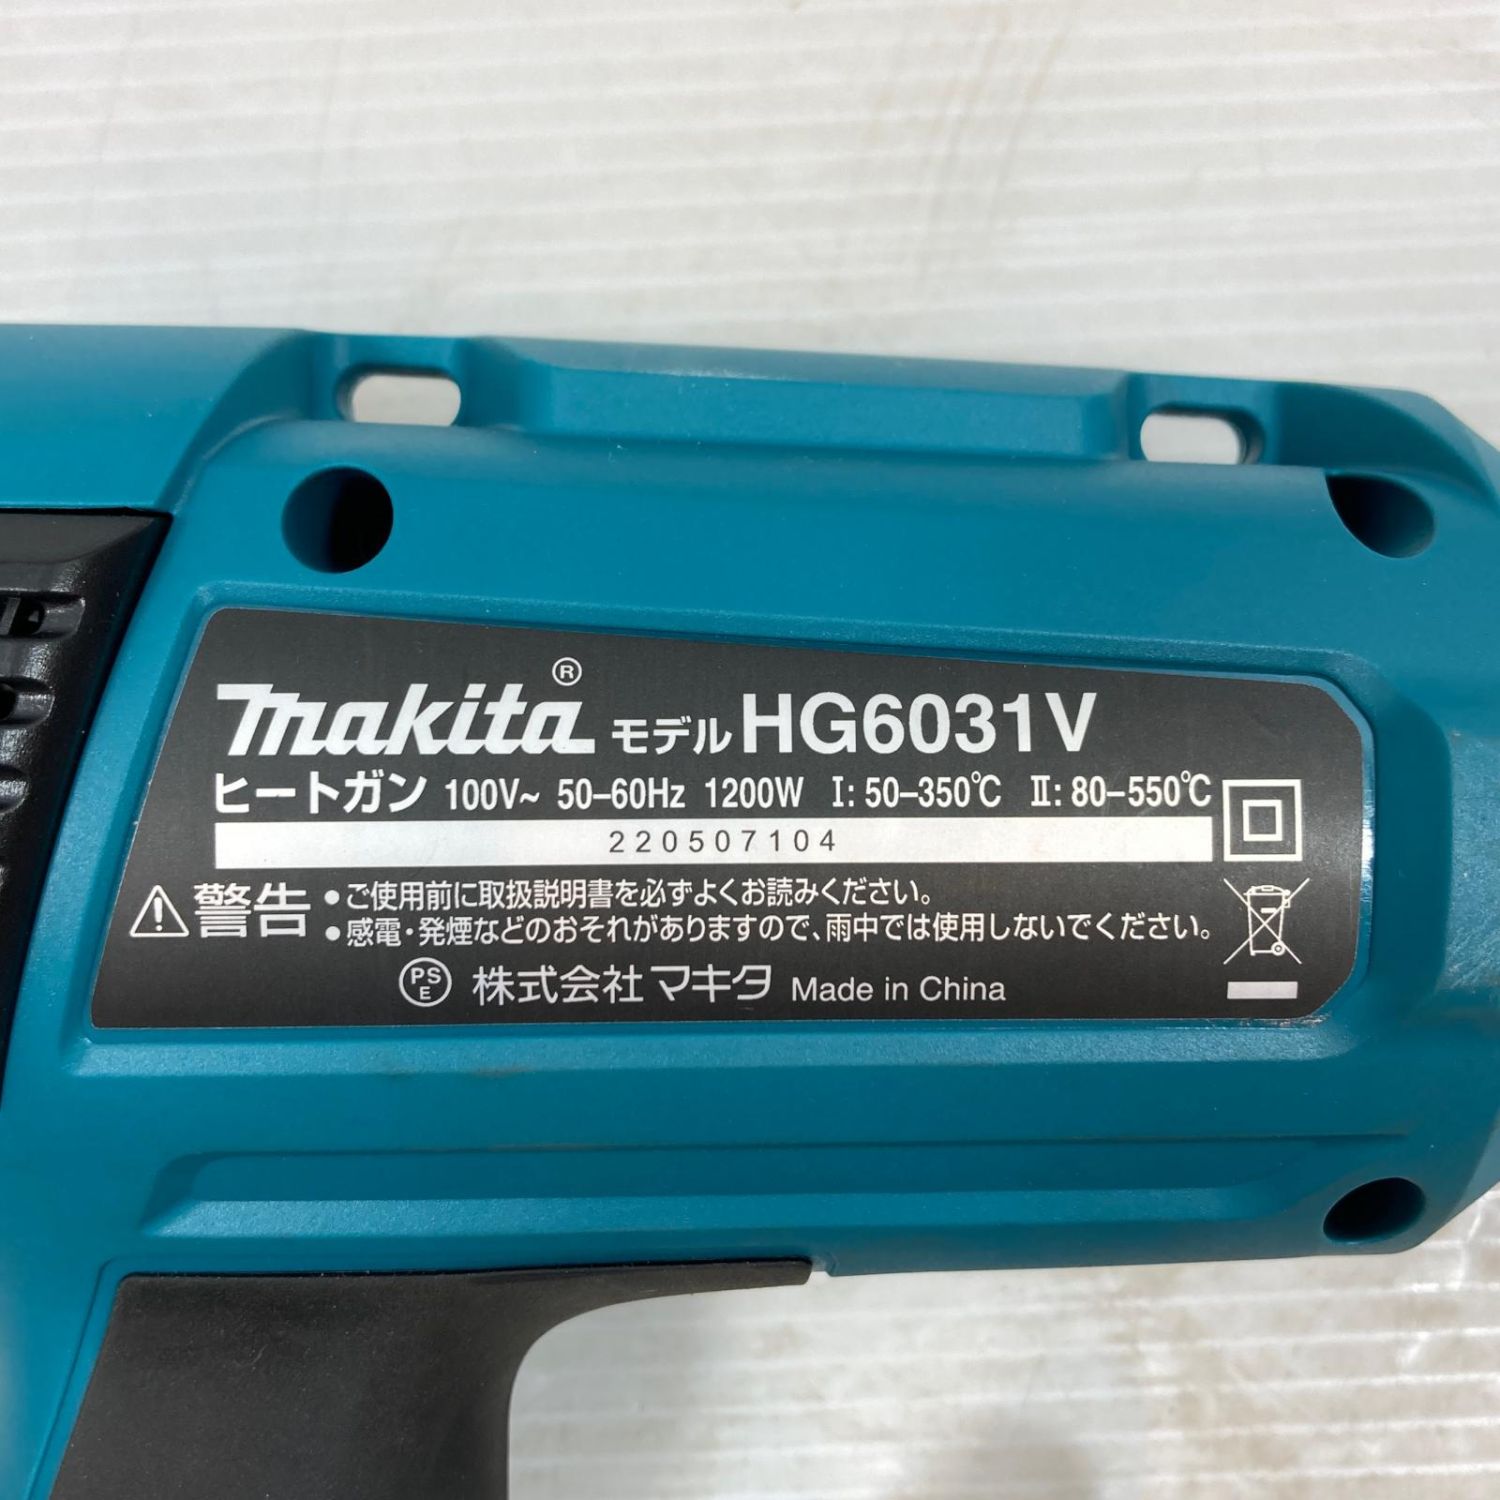 makita® モデル HG6031V
ヒートガン 100V~ 50-60Hz 1200W I: 50-350℃ II: 80-550℃
220507104
警告 ●ご使用前に取扱説明書を必ずよくお読みください。
●感電・発煙などのおそれがありますので、雨中では使用しないでください。
PSE 株式会社マキタ Made in China